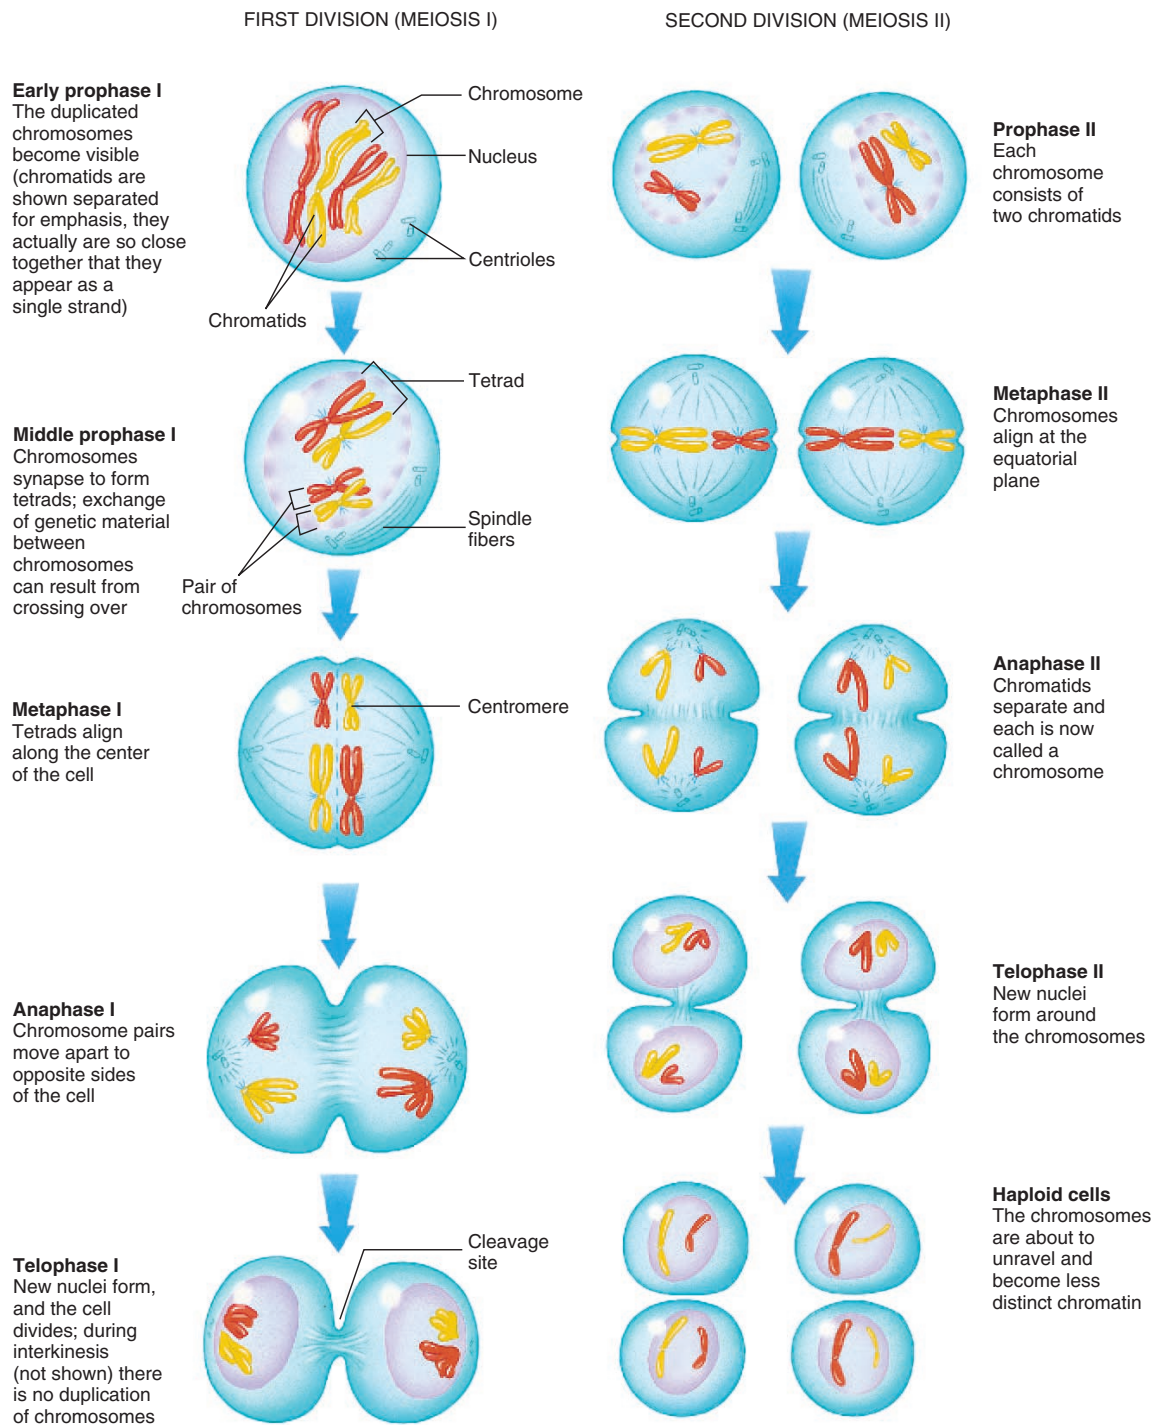 FIRST DIVISION (MEIOSIS I)
SECOND DIVISION (MEIOSIS II)
Early prophase I
The duplicated
chromosomes
become visible
(chromatids are
shown separated
for emphasis, they
actually are so close
together that they
appear as a
single strand)
Chromosome
Nucleus
Centrioles
Chromatids
Middle prophase I
Chromosomes
synapse to form
tetrads; exchange
of genetic material
between
chromosomes
can result from
crossing over
Tetrad
Spindle
fibers
Pair of
chromosomes
Metaphase I
Tetrads align
along the center
of the cell
Centromere
Anaphase I
Chromosome pairs
move apart to
opposite sides
of the cell
Telophase I
New nuclei form,
and the cell
divides; during
interkinesis
(not shown) there
is no duplication
of chromosomes
Cleavage
site
Prophase II
Each
chromosome
consists of
two chromatids
Metaphase II
Chromosomes
align at the
equatorial
plane
Anaphase II
Chromatids
separate and
each is now
called a
chromosome
Telophase II
New nuclei
form around
the chromosomes
Haploid cells
The chromosomes
are about to
unravel and
become less
distinct chromatin